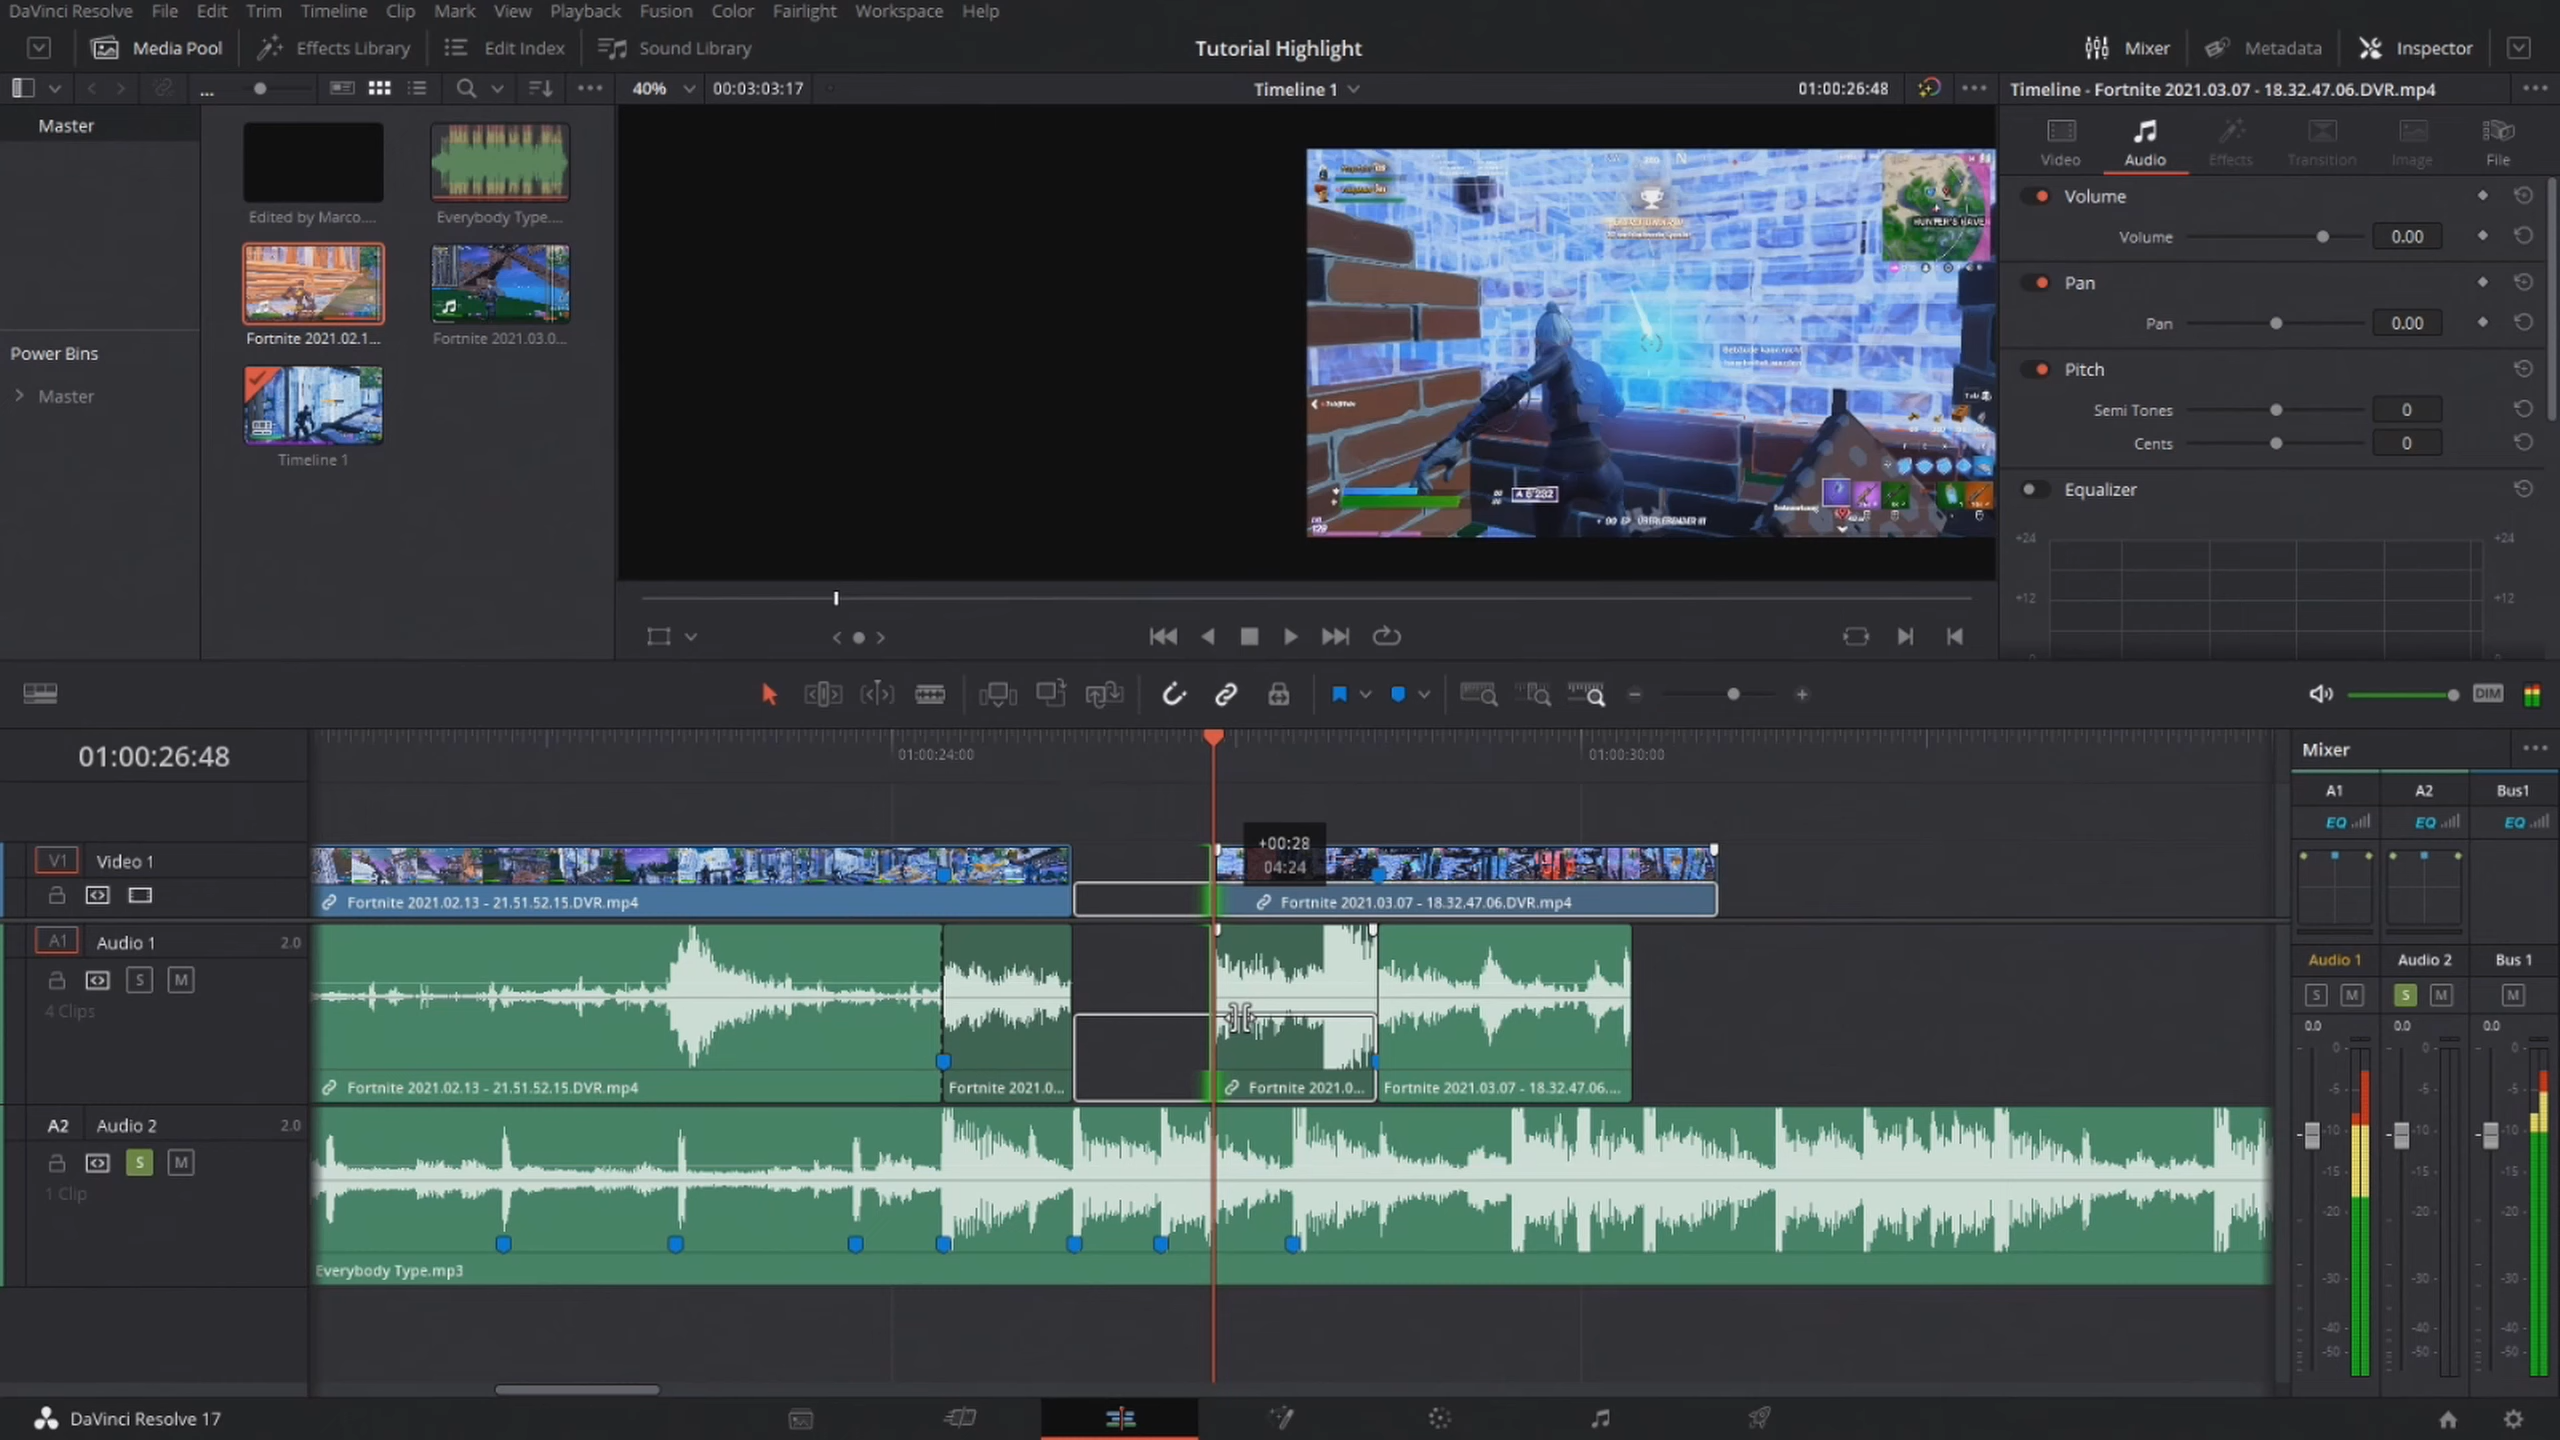 DaVinci Resolve File Edit Trim Timeline Clip Mark View Playback Fusion Color Fairlight Workspace Help
Media Pool Effects Library Edit Index Sound Library
Tutorial Highlight
Mixer Metadata Inspector
... 40% 00:03:03:17
Timeline 1
01:00:26:48
Timeline - Fortnite 2021.03.07 - 18.32.47.06.DVR.mp4
Master
Edited by Marco....
Everybody Type....
Fortnite 2021.02.1...
Fortnite 2021.03.0...
Timeline 1
Power Bins
Master
HUNTER'S HAVEN
Video Audio Effects Transition Image File
Volume
Volume 0.00
Pan
Pan 0.00
Pitch
Semi Tones 0
Cents 0
Equalizer
+24 +24
+12 +12
0 0
DIM
01:00:26:48
01:00:24:00
01:00:30:00
+00:28
04:24
V1 Video 1
Fortnite 2021.02.13 - 21.51.52.15.DVR.mp4
Fortnite 2021.03.07 - 18.32.47.06.DVR.mp4
A1 Audio 1 2.0
S M
4 Clips
Fortnite 2021.02.13 - 21.51.52.15.DVR.mp4
Fortnite 2021.0...
Fortnite 2021.0...
Fortnite 2021.03.07 - 18.32.47.06....
A2 Audio 2 2.0
S M
1 Clip
Everybody Type.mp3
Mixer
A1 A2 Bus1
EQ EQ EQ
Audio 1 Audio 2 Bus 1
S M S M M
0.0 0.0 0.0
0 0 0
-5 -5 -5
-10 -10 -10
-15 -15 -15
-20 -20 -20
-30 -30 -30
-40 -40 -40
-50 -50 -50
DaVinci Resolve 17